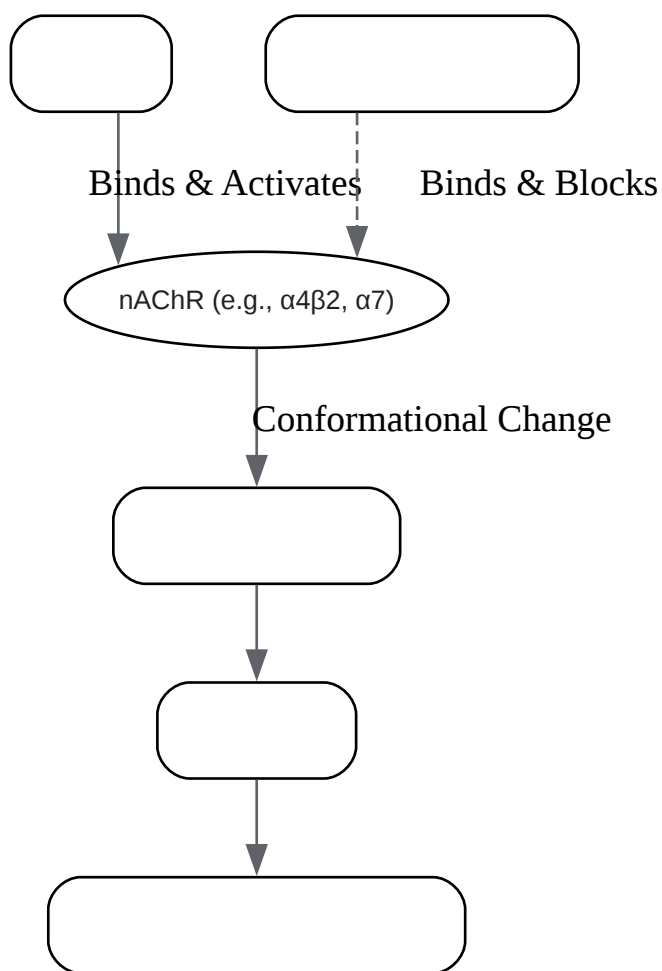 Binds & Activates
Binds & Blocks
nAChR (e.g., α4β2, α7)
Conformational Change